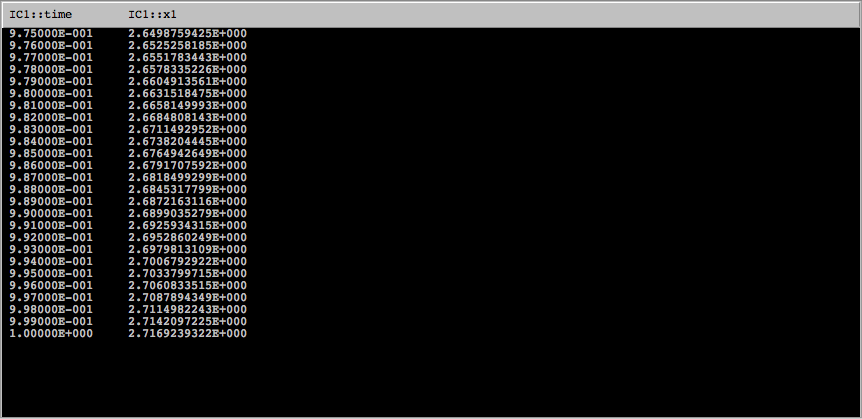 IC1::time IC1::x1
9.75000E-001 2.6498759425E+000
9.76000E-001 2.6525258185E+000
9.77000E-001 2.6551783443E+000
9.78000E-001 2.6578335226E+000
9.79000E-001 2.6604913561E+000
9.80000E-001 2.6631518475E+000
9.81000E-001 2.6658149993E+000
9.82000E-001 2.6684808143E+000
9.83000E-001 2.6711492952E+000
9.84000E-001 2.6738204445E+000
9.85000E-001 2.6764942649E+000
9.86000E-001 2.6791707592E+000
9.87000E-001 2.6818499299E+000
9.88000E-001 2.6845317799E+000
9.89000E-001 2.6872163116E+000
9.90000E-001 2.6899035279E+000
9.91000E-001 2.6925934315E+000
9.92000E-001 2.6952860249E+000
9.93000E-001 2.6979813109E+000
9.94000E-001 2.7006792922E+000
9.95000E-001 2.7033799715E+000
9.96000E-001 2.7060833515E+000
9.97000E-001 2.7087894349E+000
9.98000E-001 2.7114982243E+000
9.99000E-001 2.7142097225E+000
1.00000E+000 2.7169239322E+000